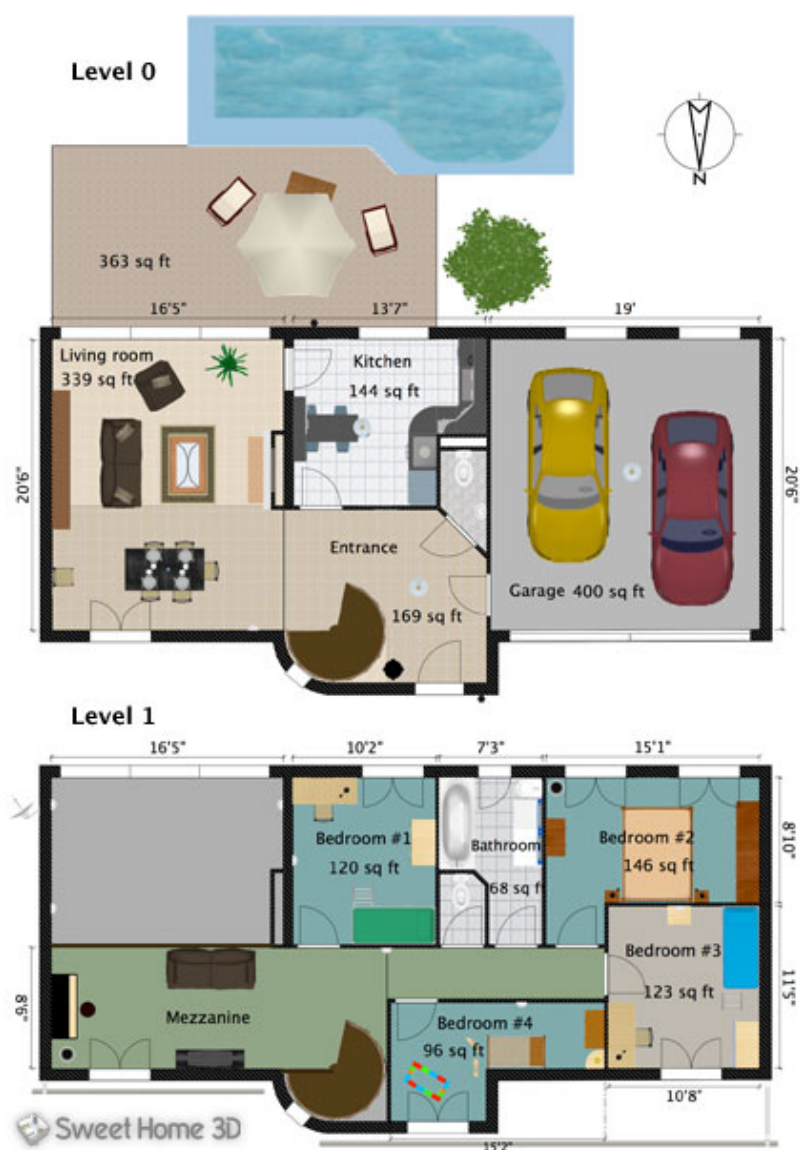 Level 0
N
363 sq ft
16'5"
13'7"
19'
Living room
339 sq ft
Kitchen
144 sq ft
20'6"
20'6"
Entrance
169 sq ft
Garage 400 sq ft
Level 1
16'5"
10'2"
7'3"
15'1"
Bedroom #1
120 sq ft
Bathroom
68 sq ft
Bedroom #2
146 sq ft
8'10"
Bedroom #3
123 sq ft
11'5"
Mezzanine
8'6"
Bedroom #4
96 sq ft
10'8"
15'2"
Sweet Home 3D